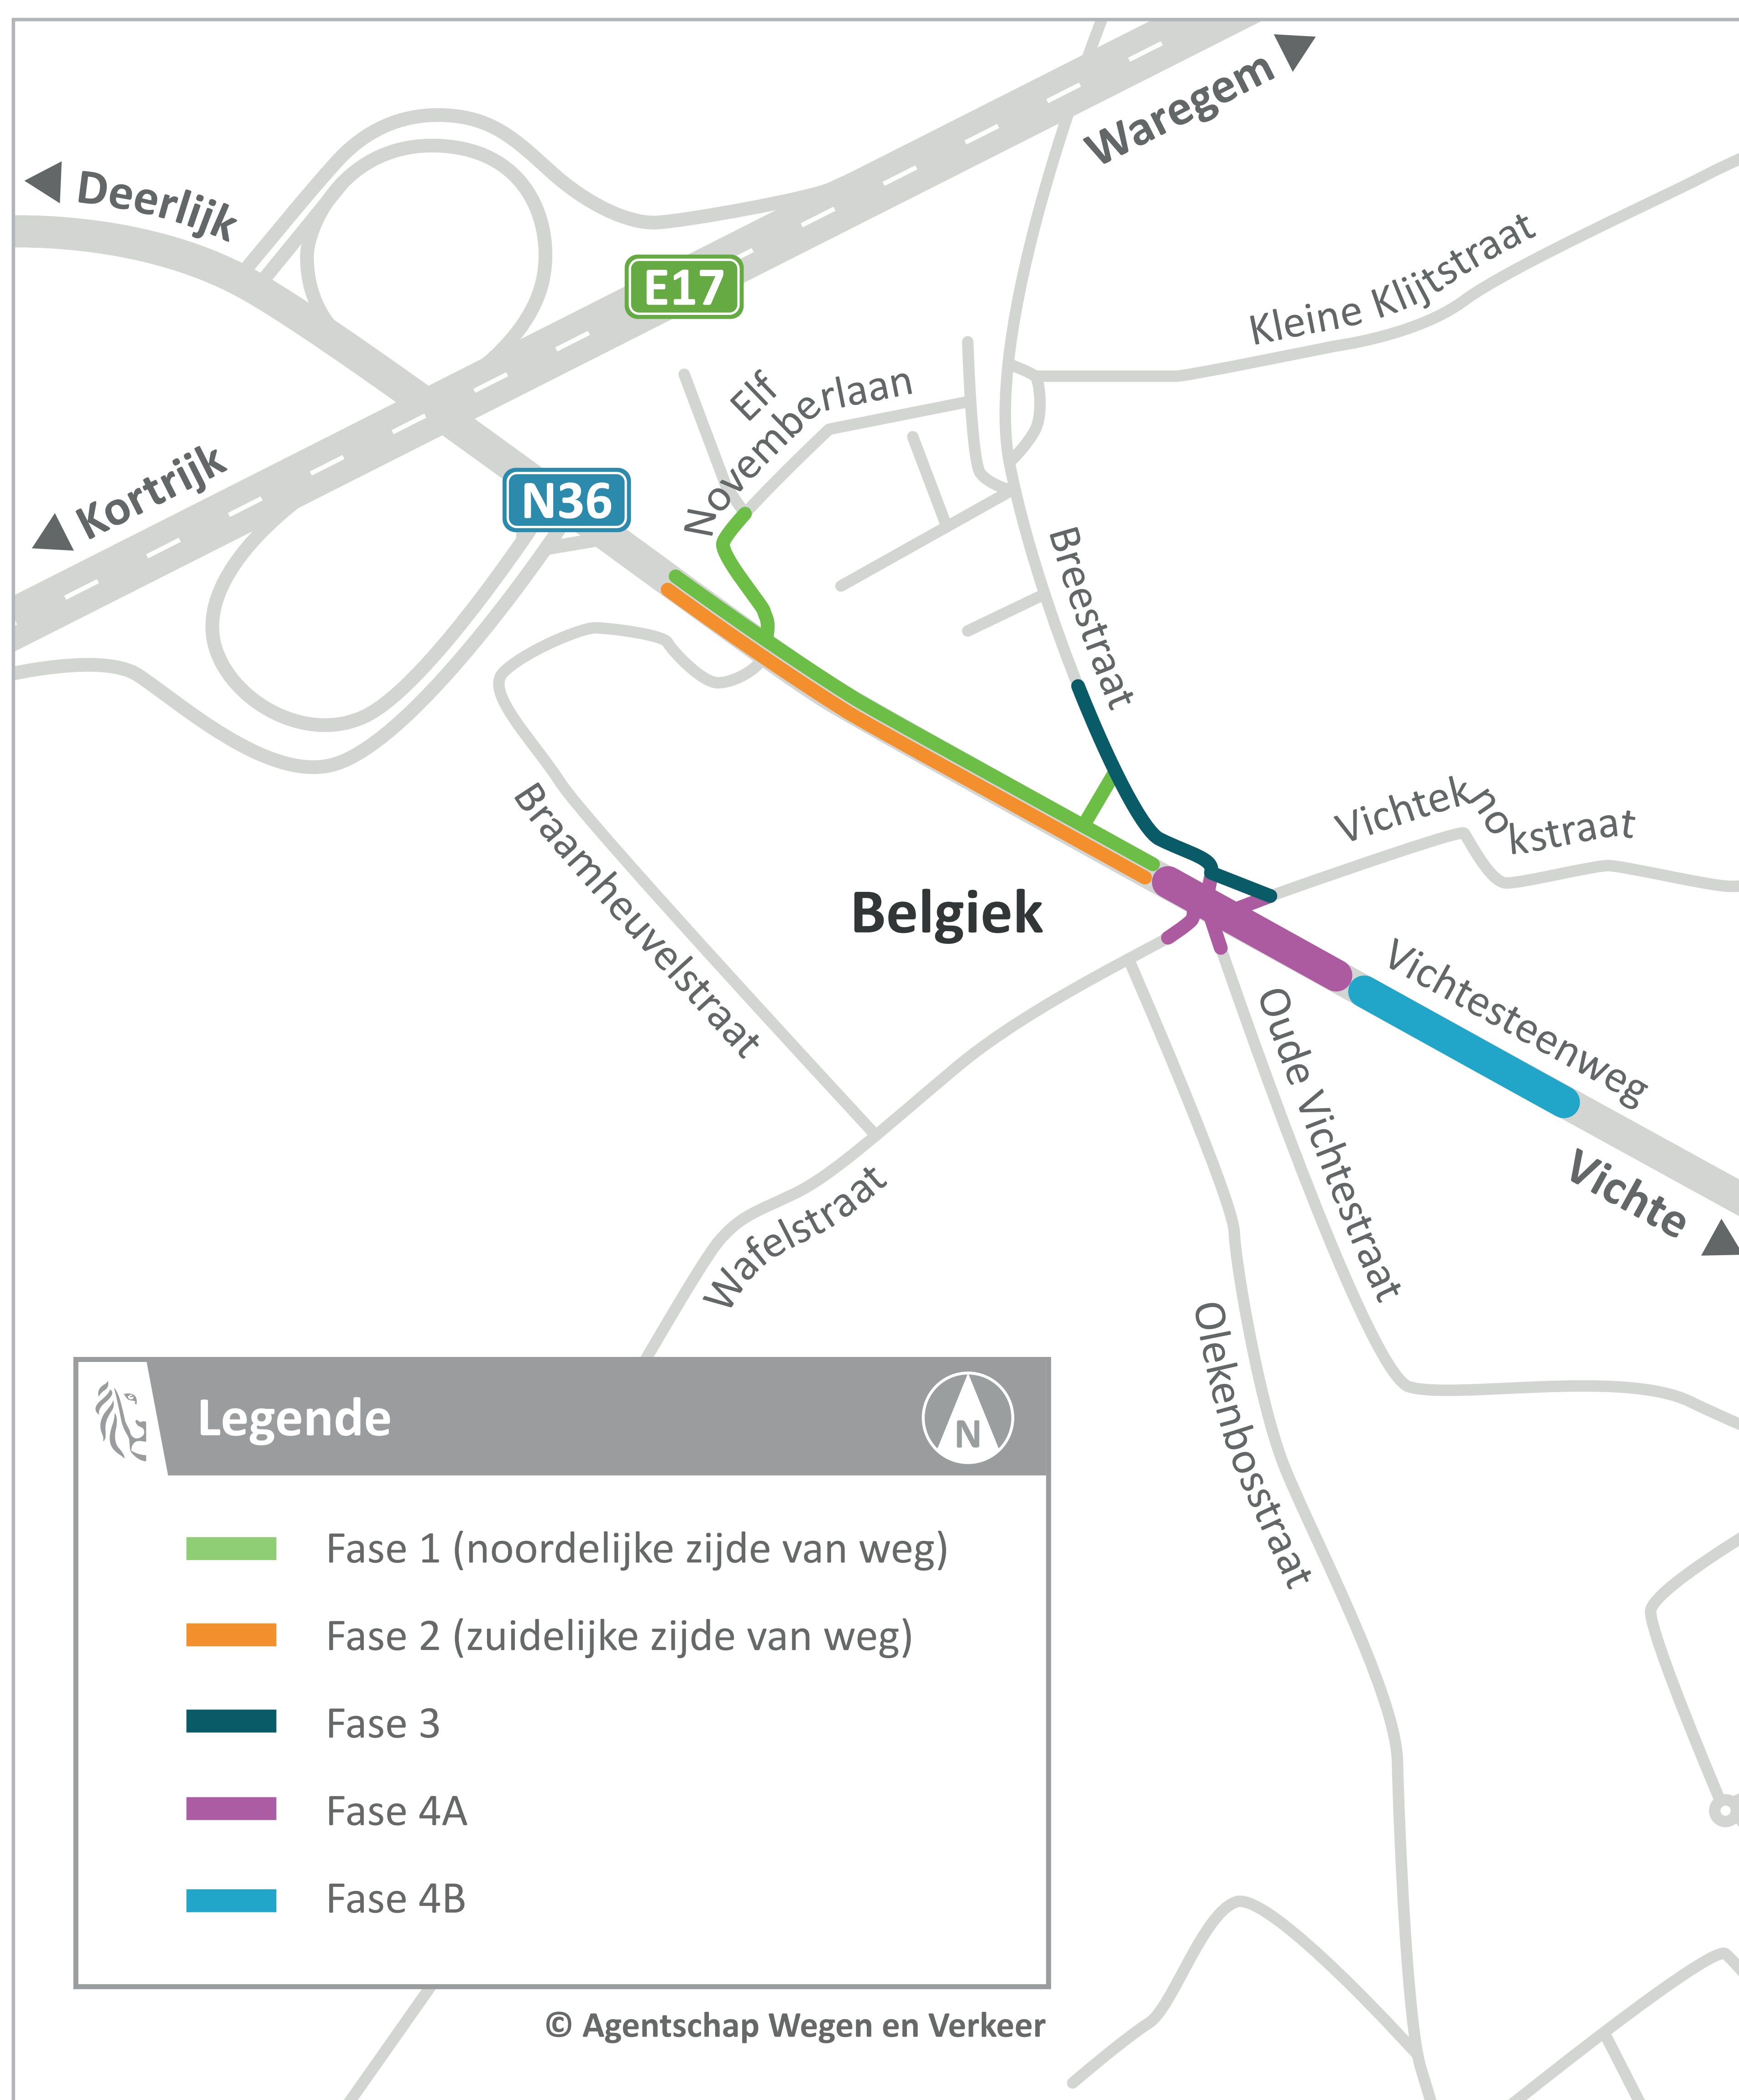 Waregem
Deerlijk
E17
Kleine Klijtstraat
Elf
Novemberlaan
Kortrijk
N36
Breestraat
Vichteknokstraat
Braamheuvelstraat
Belgiek
Vichtesteenweg
Oude Vichtestraat
Vichte
Wafelstraat
Olekenbosstraat
Legende
N
Fase 1 (noordelijke zijde van weg)
Fase 2 (zuidelijke zijde van weg)
Fase 3
Fase 4A
Fase 4B
© Agentschap Wegen en Verkeer